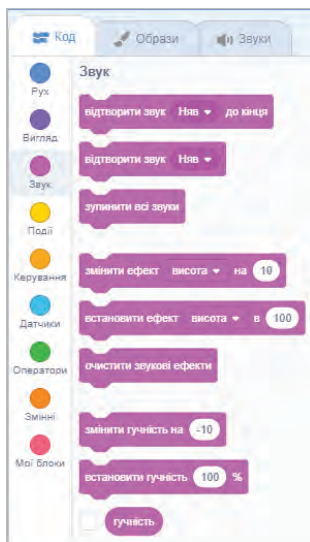 Код
Образи
Звуки
Звук
Рух
Вигляд
Звук
Події
Керування
Датчики
Оператори
Змінні
Мої блоки
відтворити звук Няв до кінця
відтворити звук Няв
зупинити всі звуки
змінити ефект висота на 10
встановити ефект висота в 100
очистити звукові ефекти
змінити гучність на -10
встановити гучність 100 %
гучність